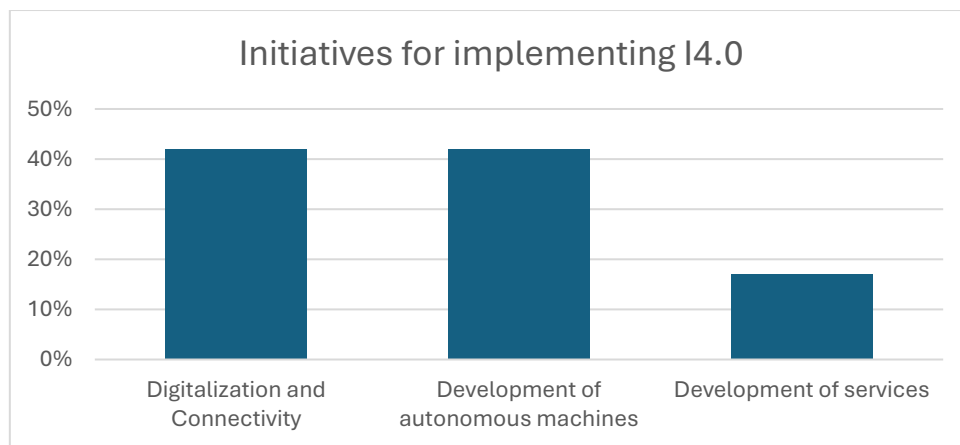 Initiatives for implementing I4.0
50%
40%
30%
20%
10%
0%
Digitalization and
Connectivity
Development of
autonomous machines
Development of services